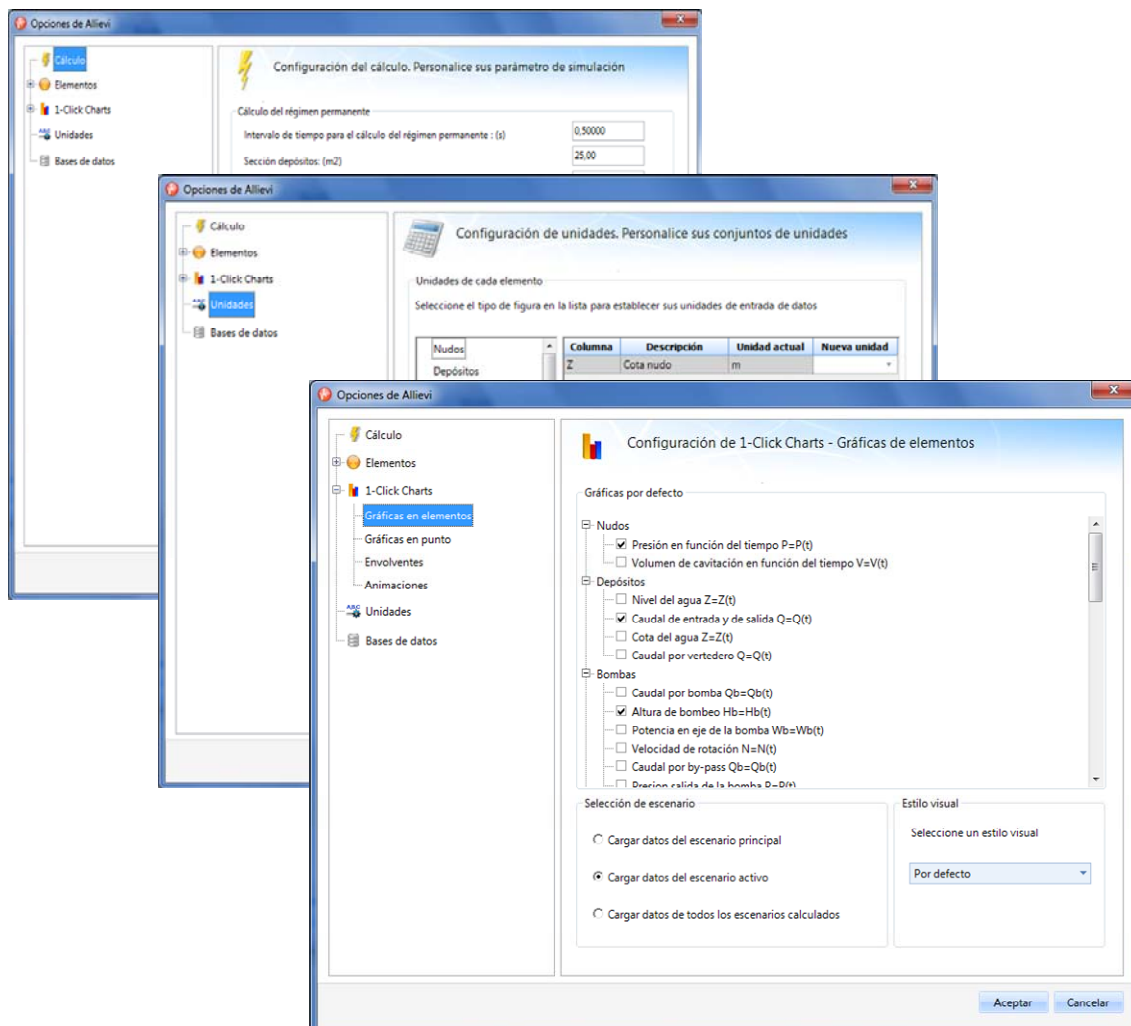 Opciones de Allievi
Cálculo
Elementos
1-Click Charts
Unidades
Bases de datos
Configuración del cálculo. Personalice sus parámetro de simulación
Cálculo del régimen permanente
Intervalo de tiempo para el cálculo del régimen permanente : (s)
0,50000
Sección depósitos: (m2)
25,00
Opciones de Allievi
Cálculo
Elementos
1-Click Charts
Unidades
Bases de datos
Configuración de unidades. Personalice sus conjuntos de unidades
Unidades de cada elemento
Seleccione el tipo de figura en la lista para establecer sus unidades de entrada de datos
Nudos
Depósitos
Columna Descripción Unidad actual Nueva unidad
Z Cota nudo m
Opciones de Allievi
Cálculo
Elementos
1-Click Charts
Gráficas en elementos
Gráficas en punto
Envolventes
Animaciones
Unidades
Bases de datos
Configuración de 1-Click Charts - Gráficas de elementos
Gráficas por defecto
Nudos
Presión en función del tiempo P=P(t)
Volumen de cavitación en función del tiempo V=V(t)
Depósitos
Nivel del agua Z=Z(t)
Caudal de entrada y de salida Q=Q(t)
Cota del agua Z=Z(t)
Caudal por vertedero Q=Q(t)
Bombas
Caudal por bomba Qb=Qb(t)
Altura de bombeo Hb=Hb(t)
Potencia en eje de la bomba Wb=Wb(t)
Velocidad de rotación N=N(t)
Caudal por by-pass Qb=Qb(t)
Presion salida de la bomba P=P(t)
Selección de escenario
Cargar datos del escenario principal
Cargar datos del escenario activo
Cargar datos de todos los escenarios calculados
Estilo visual
Seleccione un estilo visual
Por defecto
Aceptar Cancelar